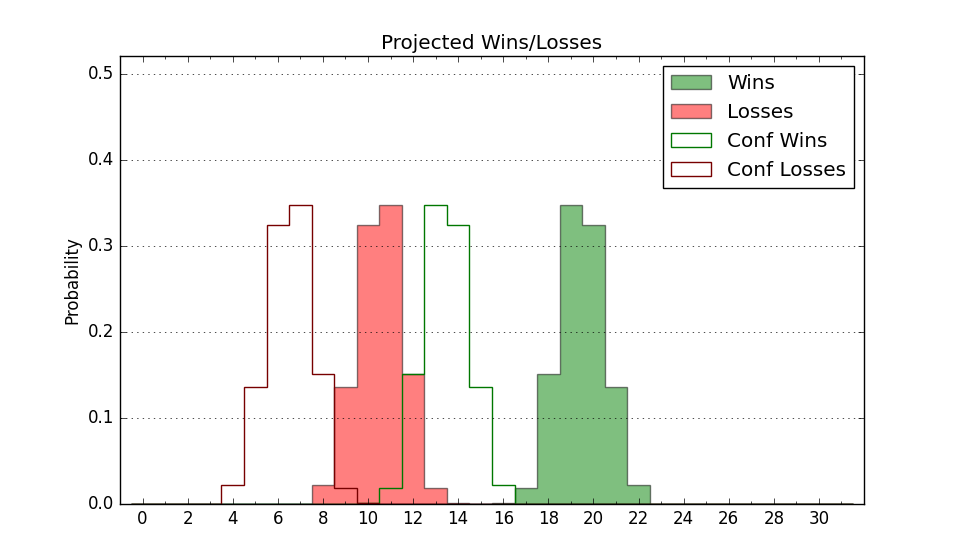 Projected Wins/Losses
Probability
0.5
0.4
0.3
0.2
0.1
0.0
Wins
Losses
Conf Wins
Conf Losses
0 2 4 6 8 10 12 14 16 18 20 22 24 26 28 30